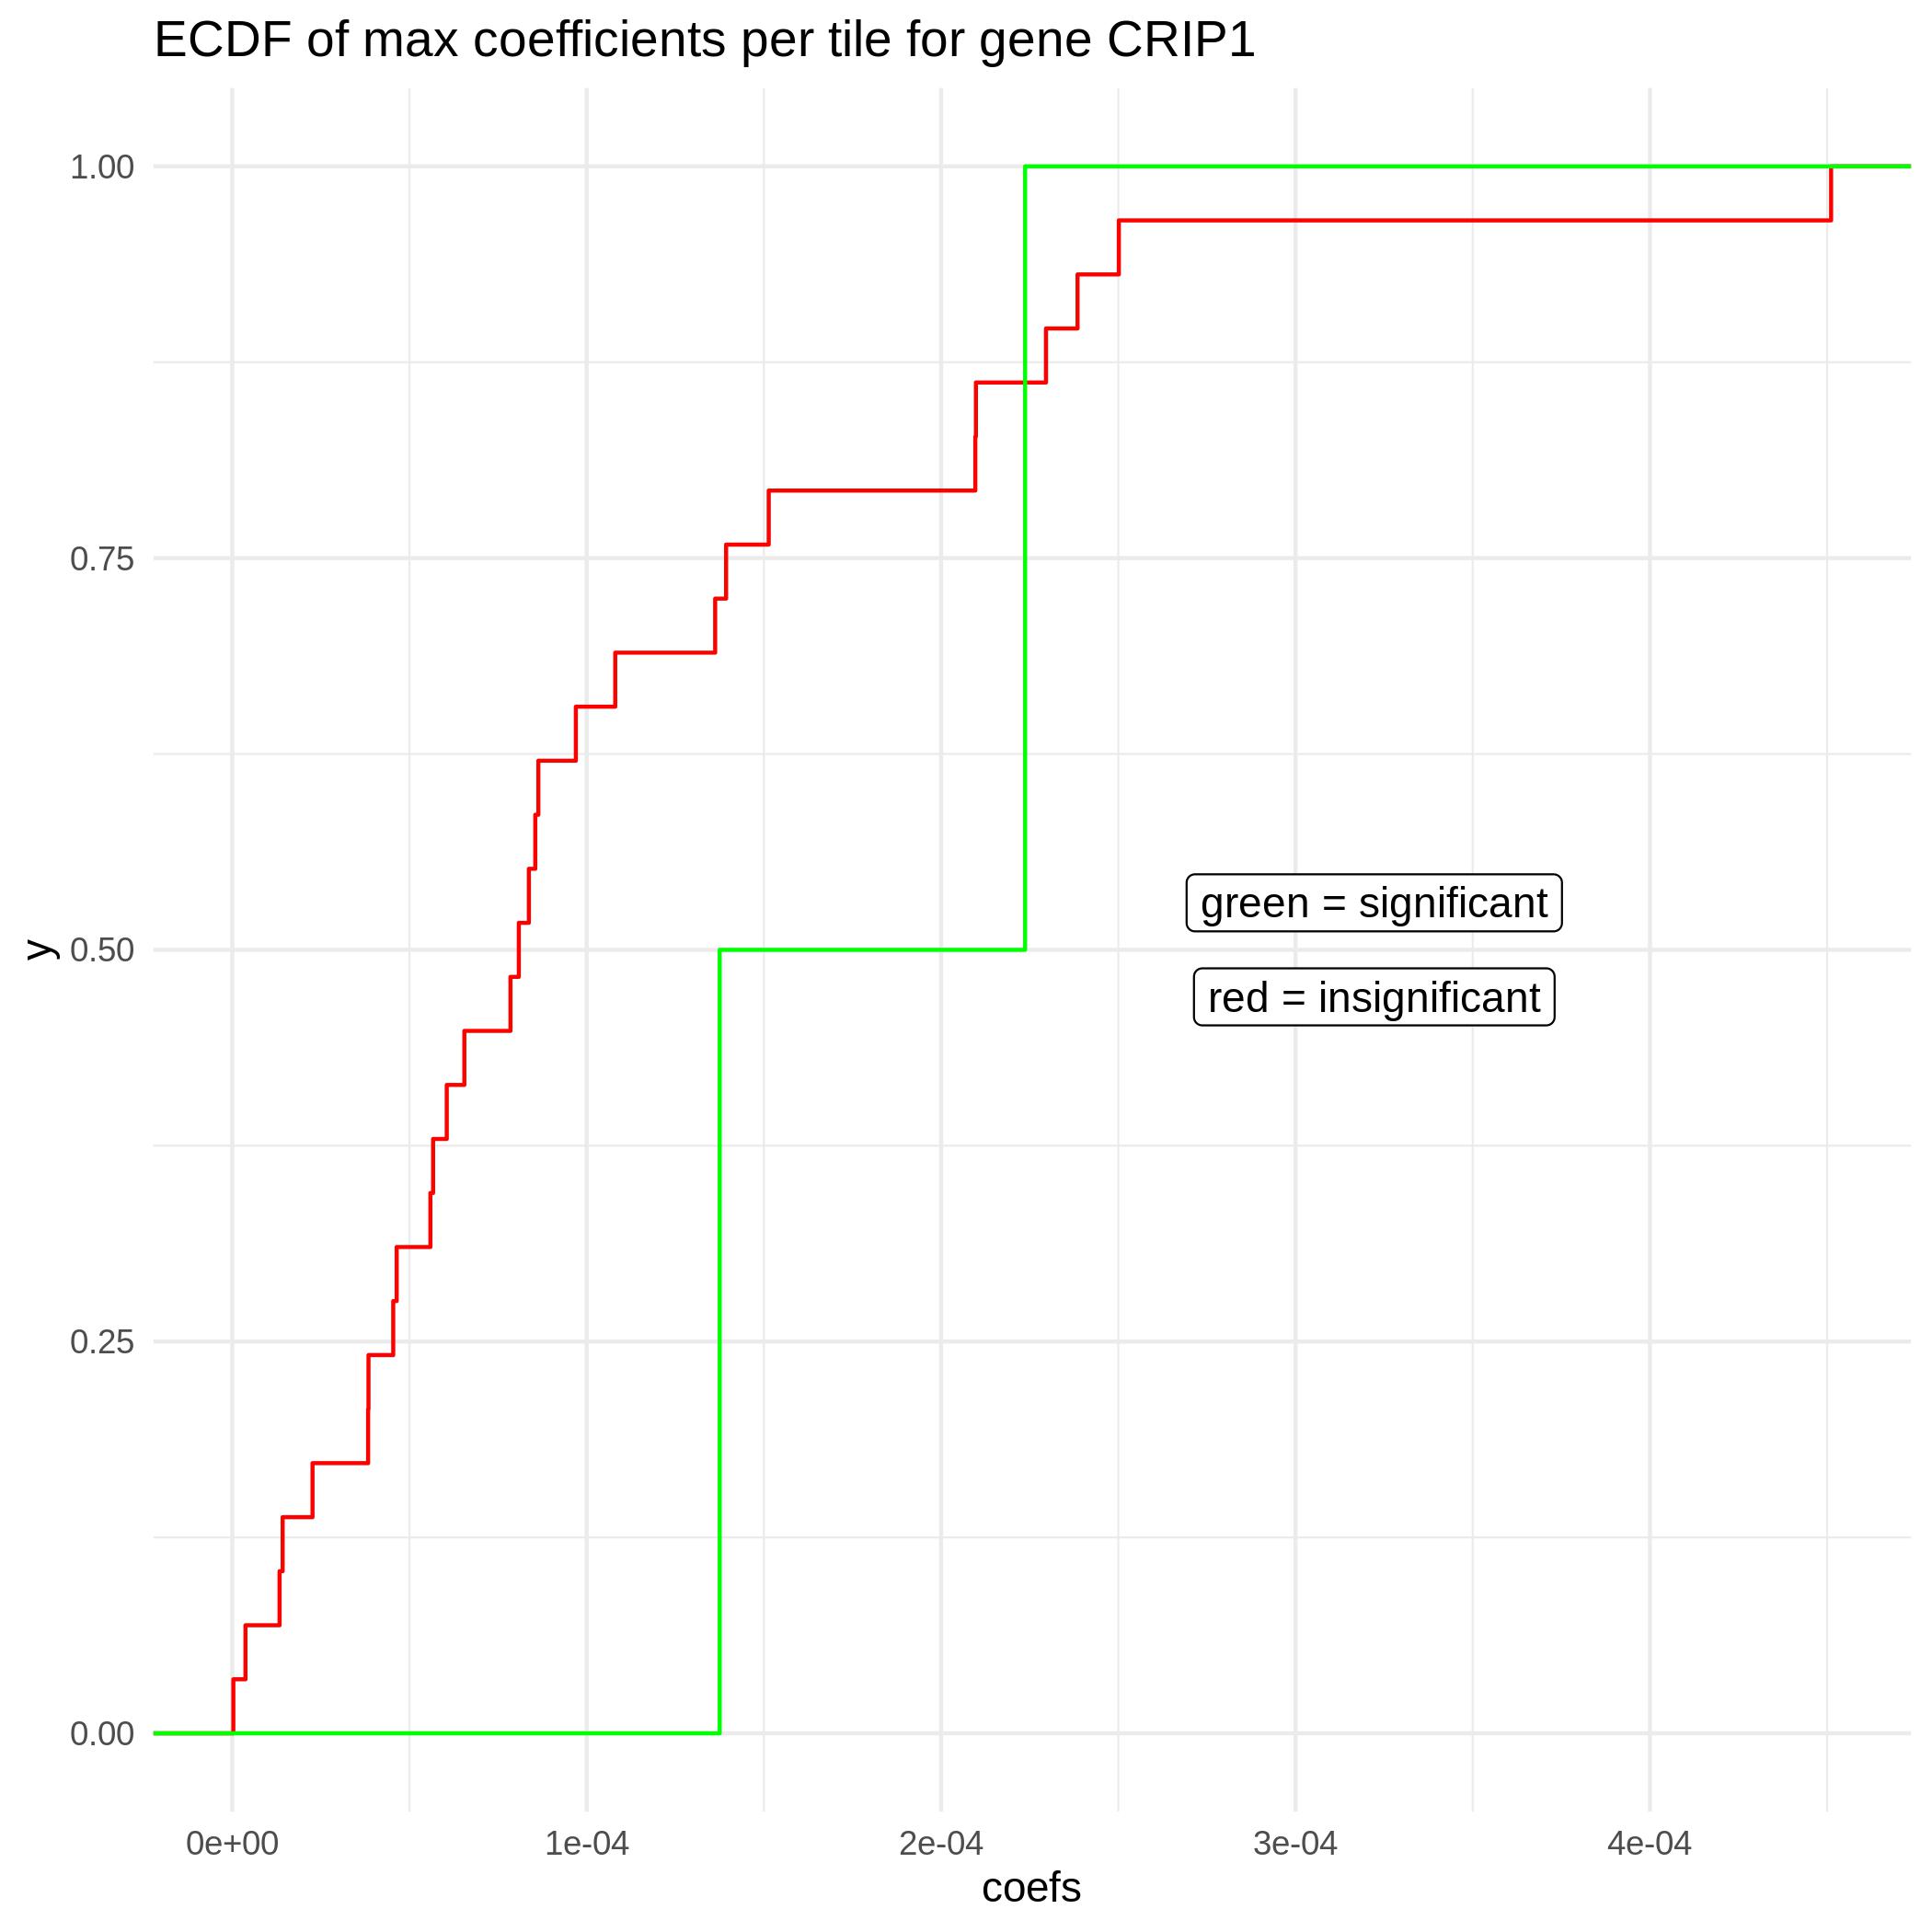 ECDF of max coefficients per tile for gene CRIP1
1.00
0.75
0.50
0.25
0.00
y
green = significant
red = insignificant
0e+00 1e-04 2e-04 3e-04 4e-04
coefs